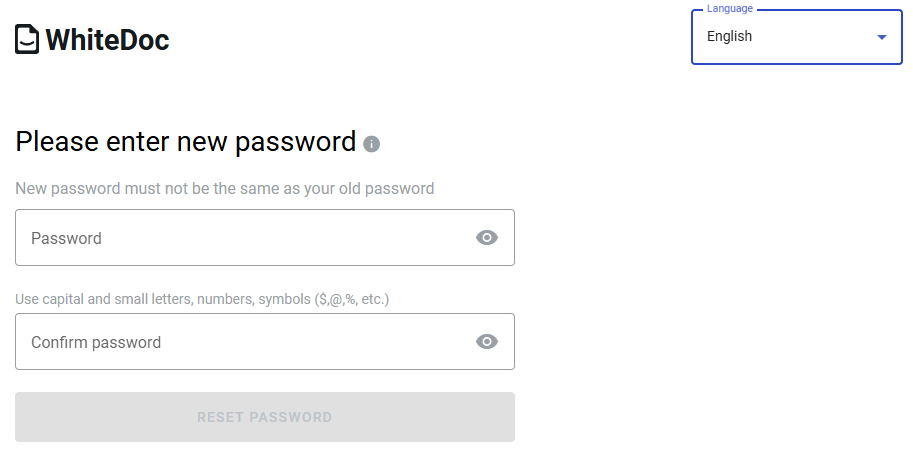 WhiteDoc
Language
English
Please enter new password
New password must not be the same as your old password
Password
Use capital and small letters, numbers, symbols ($,@,%, etc.)
Confirm password
RESET PASSWORD